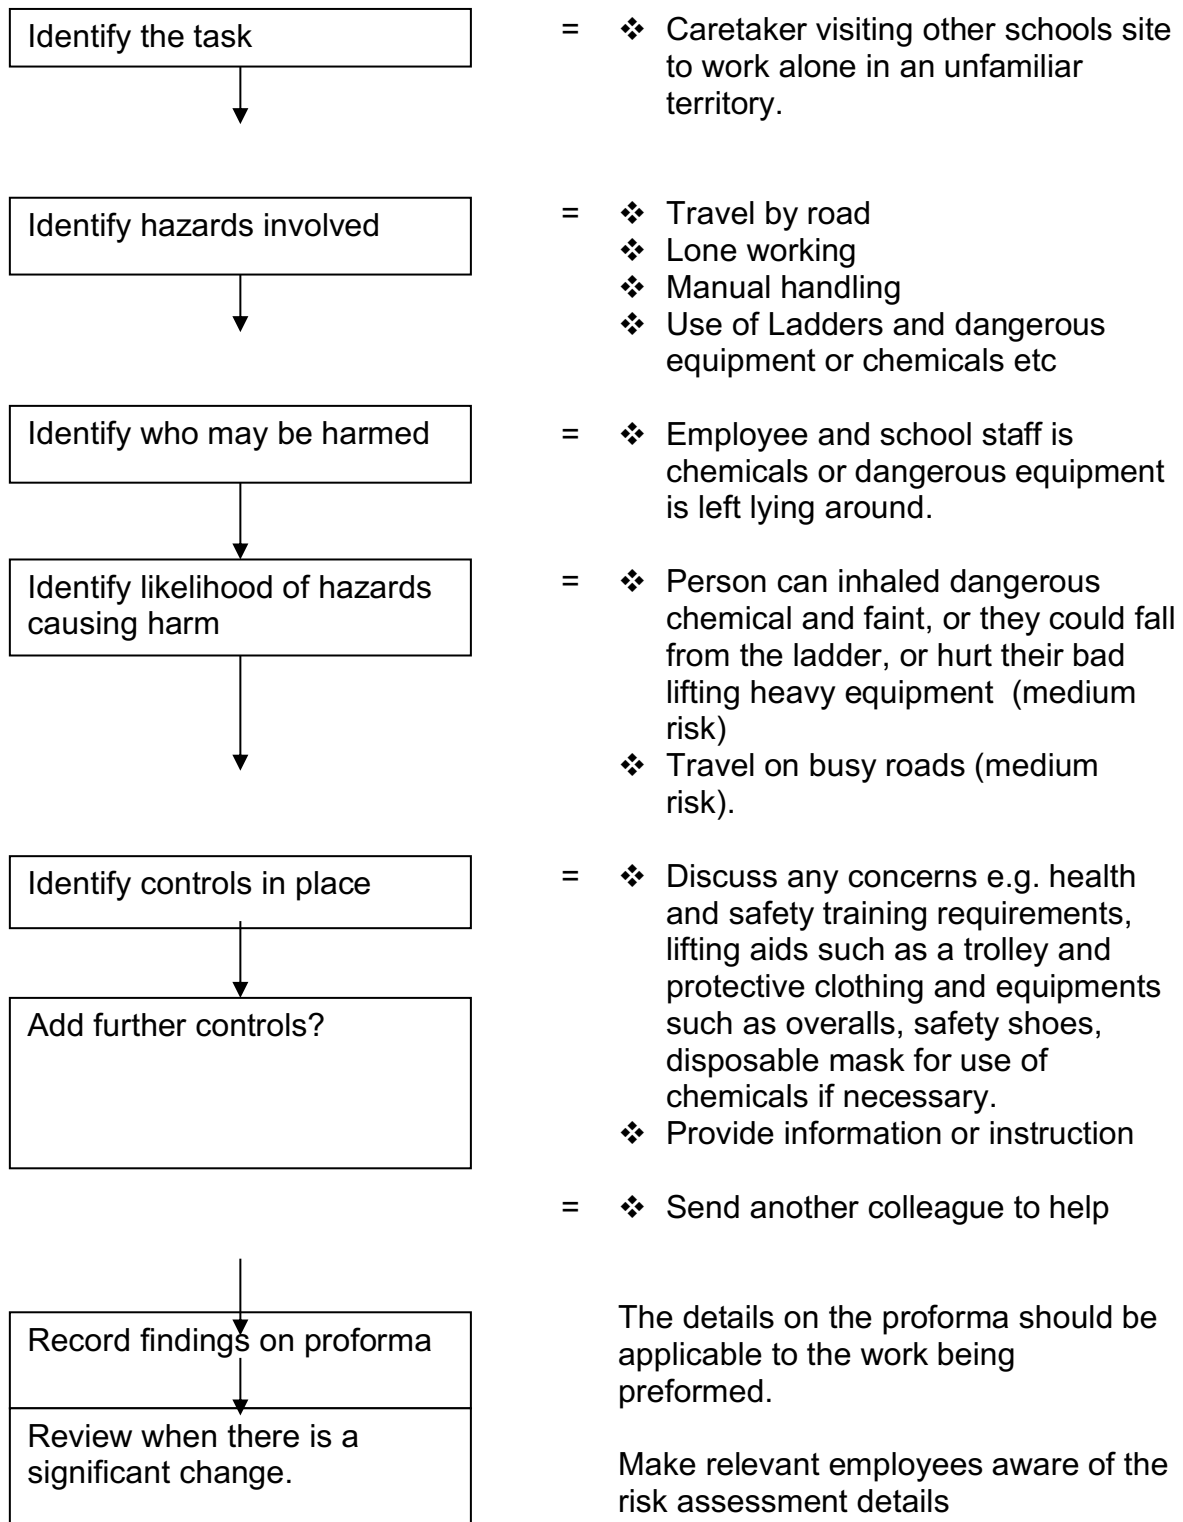 Identify the task
= ❖ Caretaker visiting other schools site
to work alone in an unfamiliar
territory.
Identify hazards involved
= ❖ Travel by road
❖ Lone working
❖ Manual handling
❖ Use of Ladders and dangerous
equipment or chemicals etc
Identify who may be harmed
= ❖ Employee and school staff is
chemicals or dangerous equipment
is left lying around.
Identify likelihood of hazards
causing harm
= ❖ Person can inhaled dangerous
chemical and faint, or they could fall
from the ladder, or hurt their bad
lifting heavy equipment (medium
risk)
❖ Travel on busy roads (medium
risk).
Identify controls in place
= ❖ Discuss any concerns e.g. health
and safety training requirements,
lifting aids such as a trolley and
protective clothing and equipments
such as overalls, safety shoes,
disposable mask for use of
chemicals if necessary.
❖ Provide information or instruction
Add further controls?
= ❖ Send another colleague to help
Record findings on proforma
The details on the proforma should be
applicable to the work being
preformed.
Review when there is a
significant change.
Make relevant employees aware of the
risk assessment details